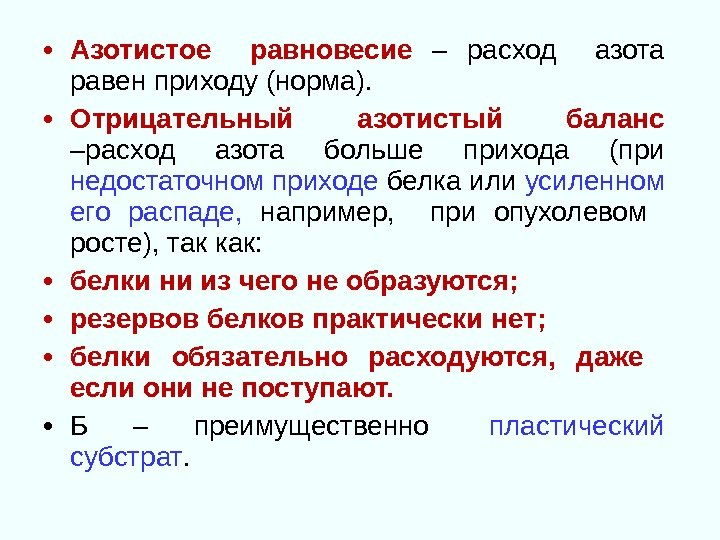 • Азотистое равновесие – расход азота
равен приходу (норма).
• Отрицательный азотистый баланс
–расход азота больше прихода (при
недостаточном приходе белка или усиленном
его распаде, например, при опухолевом
росте), так как:
• белки ни из чего не образуются;
• резервов белков практически нет;
• белки обязательно расходуются, даже
если они не поступают.
• Б – преимущественно пластический
субстрат.